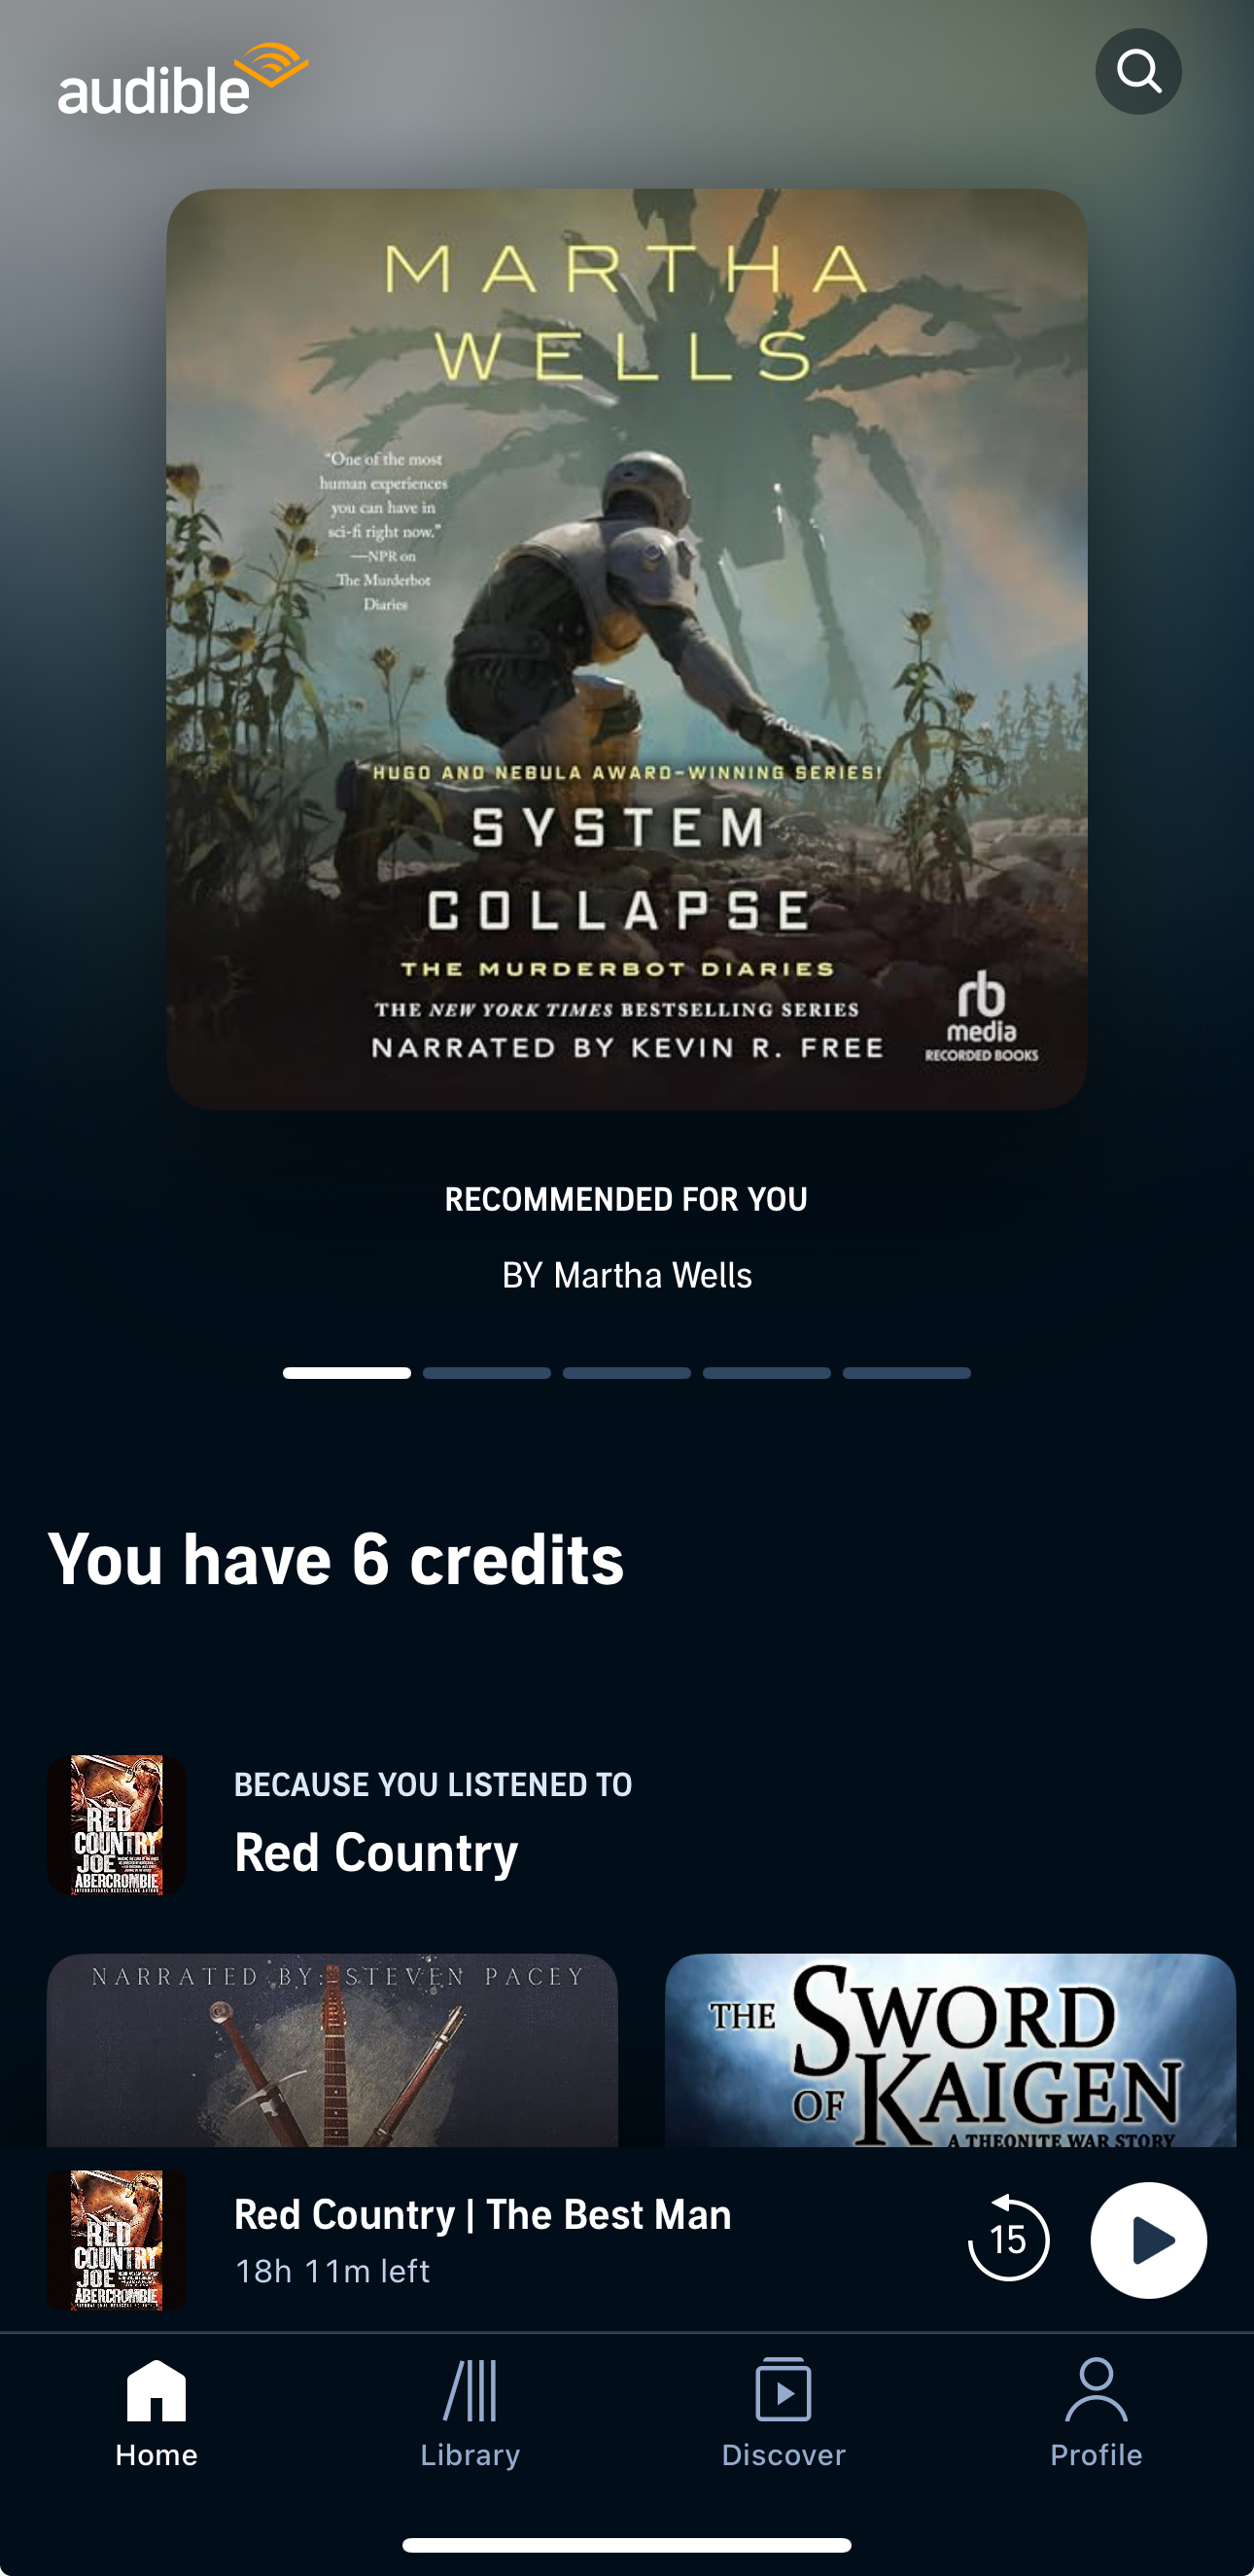 audible
MARTHA
WELLS
“One of the most
human experiences
you can have in
sci-fi right now.”
—NPR on
The Murderbot
Diaries
HUGO AND NEBULA AWARD-WINNING SERIES!
SYSTEM
COLLAPSE
THE MURDERBOT DIARIES
THE NEW YORK TIMES BESTSELLING SERIES
NARRATED BY KEVIN R. FREE
rb
media
RECORDED BOOKS
RECOMMENDED FOR YOU
BY Martha Wells
You have 6 credits
RED
COUNTRY
JOE
ABERCROMBIE
BECAUSE YOU LISTENED TO
Red Country
NARRATED BY: STEVEN PACEY
THE SWORD
OF KAIGEN
A THEONITE WAR STORY
RED
COUNTRY
JOE
ABERCROMBIE
Red Country | The Best Man
18h 11m left
15
Home
Library
Discover
Profile